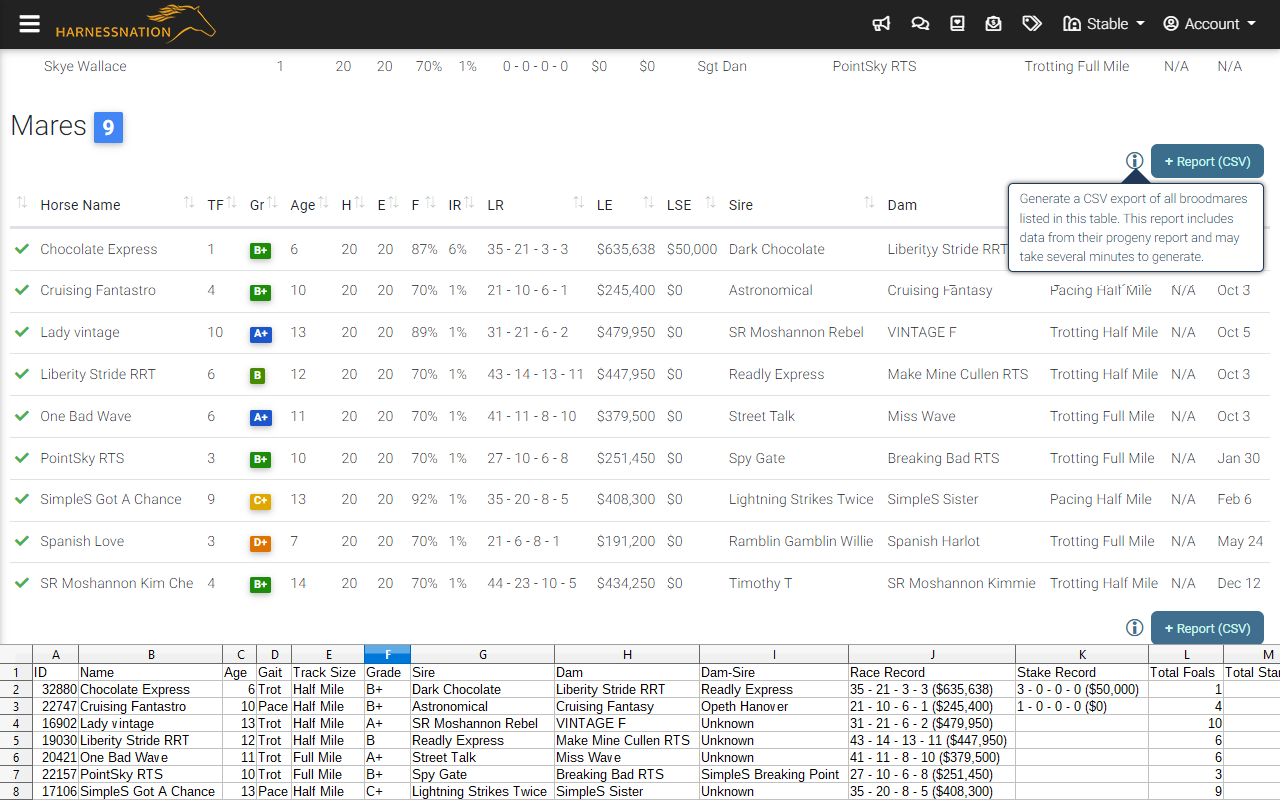 HARNESSNATION Stable Account
Skye Wallace 1 20 20 70% 1% 0 - 0 - 0 - 0 $0 $0 Sgt Dan PointSky RTS Trotting Full Mile N/A N/A
Mares 9
+ Report (CSV)
Generate a CSV export of all broodmares
listed in this table. This report includes
data from their progeny report and may
take several minutes to generate.
Horse Name TF Gr Age H E F IR LR LE LSE Sire Dam
Chocolate Express 1 B+ 6 20 20 87% 6% 35 - 21 - 3 - 3 $635,638 $50,000 Dark Chocolate Liberityy Stride RRT
Cruising Fantastro 4 B+ 10 20 20 70% 1% 21 - 10 - 6 - 1 $245,400 $0 Astronomical Cruising Fantasy Pacing Half Mile N/A Oct 3
Lady vintage 10 A+ 13 20 20 89% 1% 31 - 21 - 6 - 2 $479,950 $0 SR Moshannon Rebel VINTAGE F Trotting Half Mile N/A Oct 5
Liberity Stride RRT 6 B 12 20 20 70% 1% 43 - 14 - 13 - 11 $447,950 $0 Readly Express Make Mine Cullen RTS Trotting Half Mile N/A Oct 3
One Bad Wave 6 A+ 11 20 20 70% 1% 41 - 11 - 8 - 10 $379,500 $0 Street Talk Miss Wave Trotting Full Mile N/A Oct 3
PointSky RTS 3 B+ 10 20 20 70% 1% 27 - 10 - 6 - 8 $251,450 $0 Spy Gate Breaking Bad RTS Trotting Full Mile N/A Jan 30
SimpleS Got A Chance 9 C+ 13 20 20 92% 1% 35 - 20 - 8 - 5 $408,300 $0 Lightning Strikes Twice SimpleS Sister Pacing Half Mile N/A Feb 6
Spanish Love 3 D+ 7 20 20 70% 1% 21 - 6 - 8 - 1 $191,200 $0 Ramblin Gamblin Willie Spanish Harlot Trotting Full Mile N/A May 24
SR Moshannon Kim Che 4 B+ 14 20 20 70% 1% 44 - 23 - 10 - 5 $434,250 $0 Timothy T SR Moshannon Kimmie Trotting Half Mile N/A Dec 12
+ Report (CSV)
A B C D E F G H I J K L M
1 ID Name Age Gait Track Size Grade Sire Dam Dam-Sire Race Record Stake Record Total Foals Total Star
2 32880 Chocolate Express 6 Trot Half Mile B+ Dark Chocolate Liberty Stride RRT Readly Express 35 - 21 - 3 - 3 ($635,638) 3 - 0 - 0 - 0 ($50,000) 1
3 22747 Cruising Fantastro 10 Pace Half Mile B+ Astronomical Cruising Fantasy Opeth Hanover 21 - 10 - 6 - 1 ($245,400) 1 - 0 - 0 - 0 ($0) 4
4 16902 Lady vintage 13 Trot Half Mile A+ SR Moshannon Rebel VINTAGE F Unknown 31 - 21 - 6 - 2 ($479,950) 10
5 19030 Liberty Stride RRT 12 Trot Half Mile B Readly Express Make Mine Cullen RTS Unknown 43 - 14 - 13 - 11 ($447,950) 6
6 20421 One Bad Wave 11 Trot Full Mile A+ Street Talk Miss Wave Unknown 41 - 11 - 8 - 10 ($379,500) 6
7 22157 PointSky RTS 10 Trot Full Mile B+ Spy Gate Breaking Bad RTS SimpleS Breaking Point 27 - 10 - 6 - 8 ($251,450) 3
8 17106 SimpleS Got A Chance 13 Pace Half Mile C+ Lightning Strikes Twice SimpleS Sister Unknown 35 - 20 - 8 - 5 ($408,300) 9